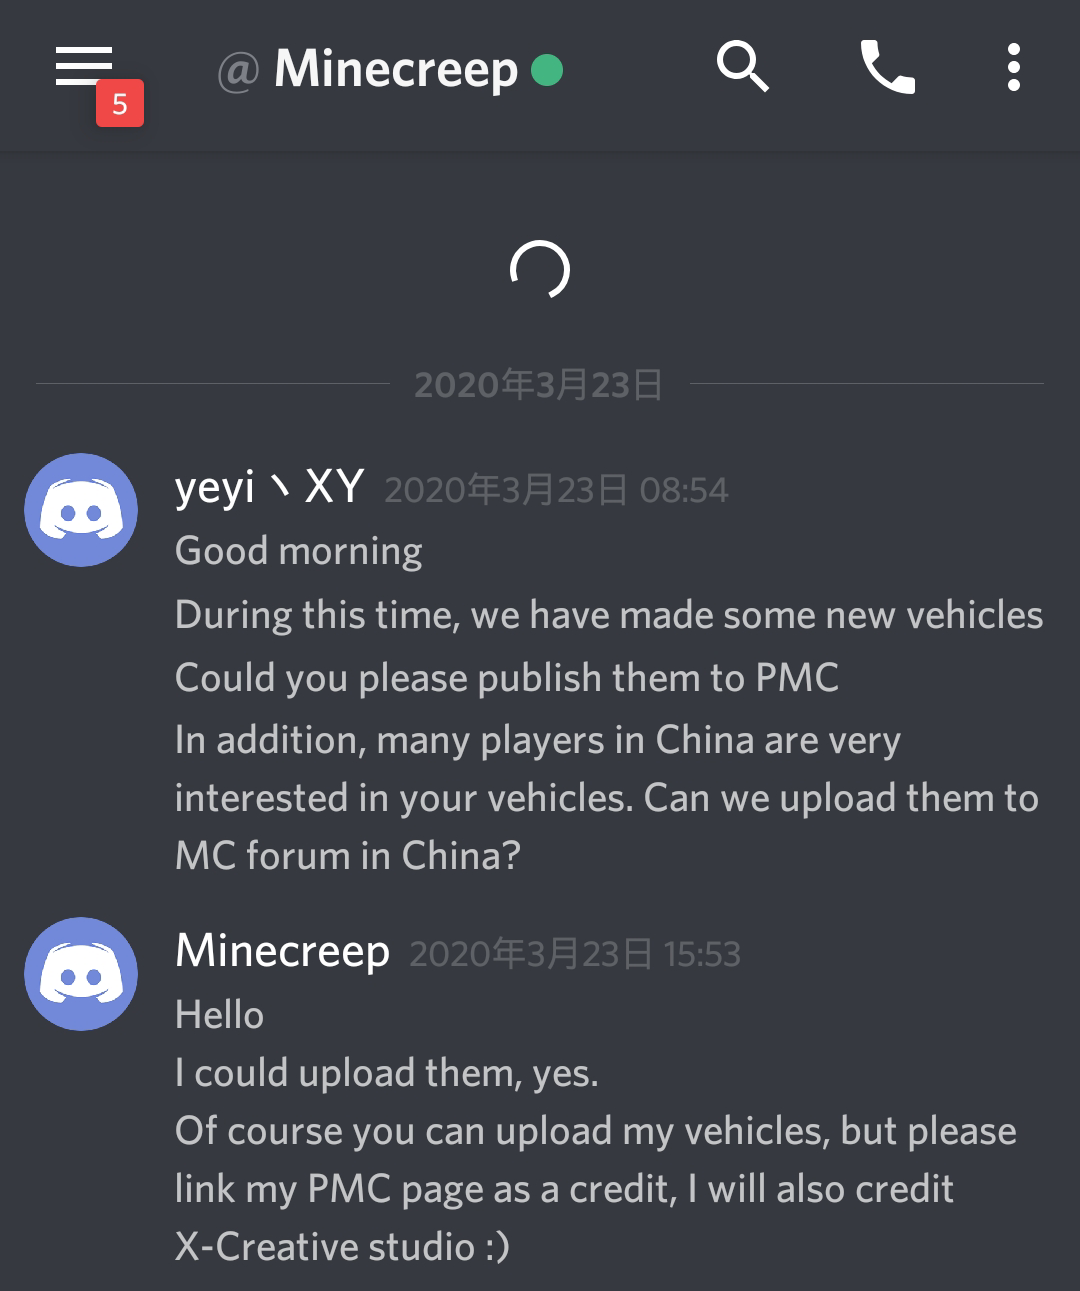 @Minecreep
5
2020年3月23日
yeyi丶XY 2020年3月23日 08:54
Good morning
During this time, we have made some new vehicles
Could you please publish them to PMC
In addition, many players in China are very
interested in your vehicles. Can we upload them to
MC forum in China?
Minecreep 2020年3月23日 15:53
Hello
I could upload them, yes.
Of course you can upload my vehicles, but please
link my PMC page as a credit, I will also credit
X-Creative studio :)